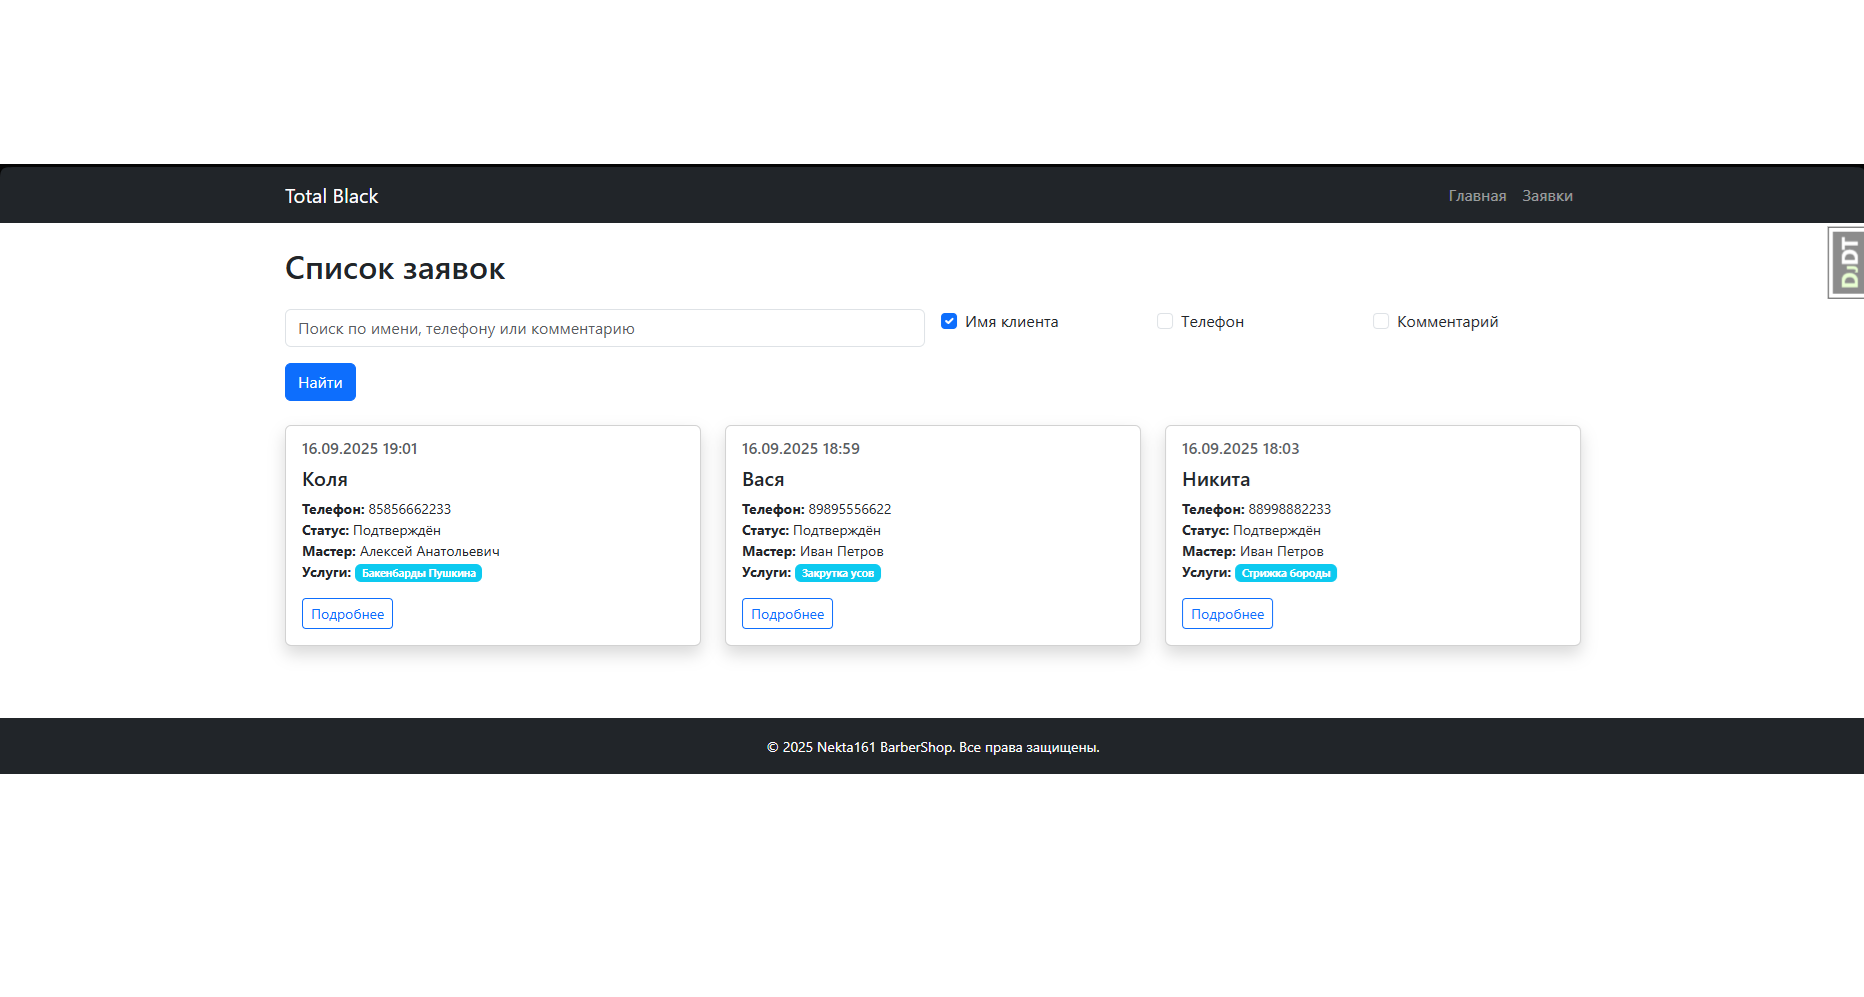 Total Black
Главная Заявки
DJDT
Список заявок
Поиск по имени, телефону или комментарию
Имя клиента
Телефон
Комментарий
Найти
16.09.2025 19:01
Коля
Телефон: 85856662233
Статус: Подтверждён
Мастер: Алексей Анатольевич
Услуги: Бакенбарды Пушкина
Подробнее
16.09.2025 18:59
Вася
Телефон: 89895556622
Статус: Подтверждён
Мастер: Иван Петров
Услуги: Закрутка усов
Подробнее
16.09.2025 18:03
Никита
Телефон: 88998882233
Статус: Подтверждён
Мастер: Иван Петров
Услуги: Стрижка бороды
Подробнее
© 2025 Nekta161 BarberShop. Все права защищены.